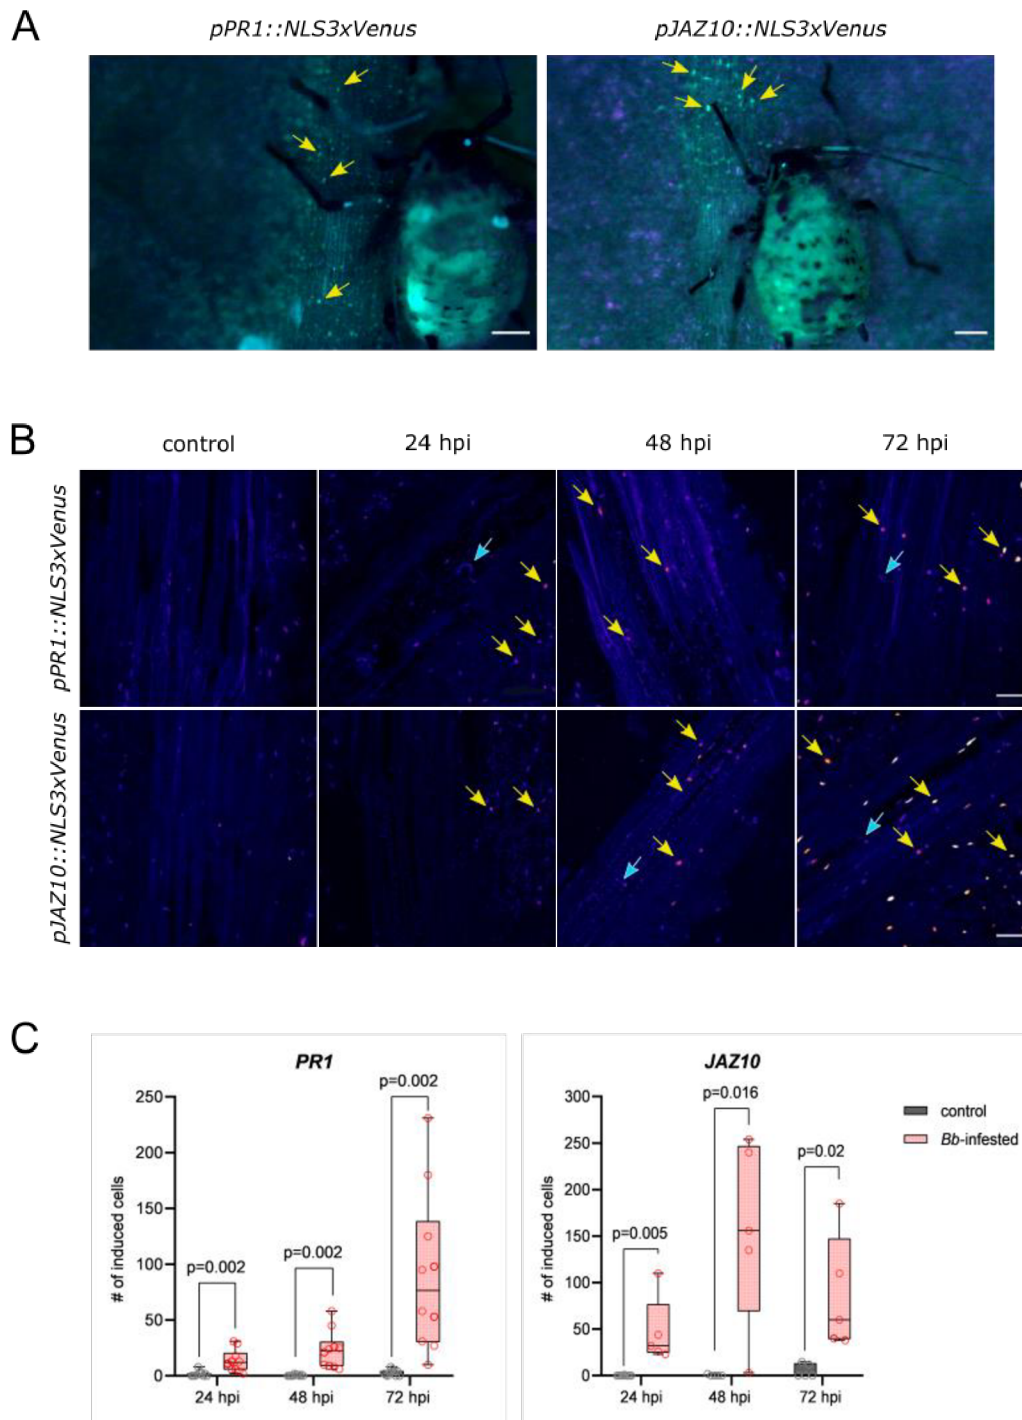 A
pPR1::NLS3xVenus
pJAZ10::NLS3xVenus
B
control
24 hpi
48 hpi
72 hpi
pPR1::NLS3xVenus
pJAZ10::NLS3xVenus
C
PR1
# of induced cells
250
200
150
100
50
0
p=0.002
p=0.002
p=0.002
24 hpi
48 hpi
72 hpi
JAZ10
# of induced cells
300
250
200
150
100
50
0
p=0.005
p=0.016
p=0.02
24 hpi
48 hpi
72 hpi
control
Bb-infested